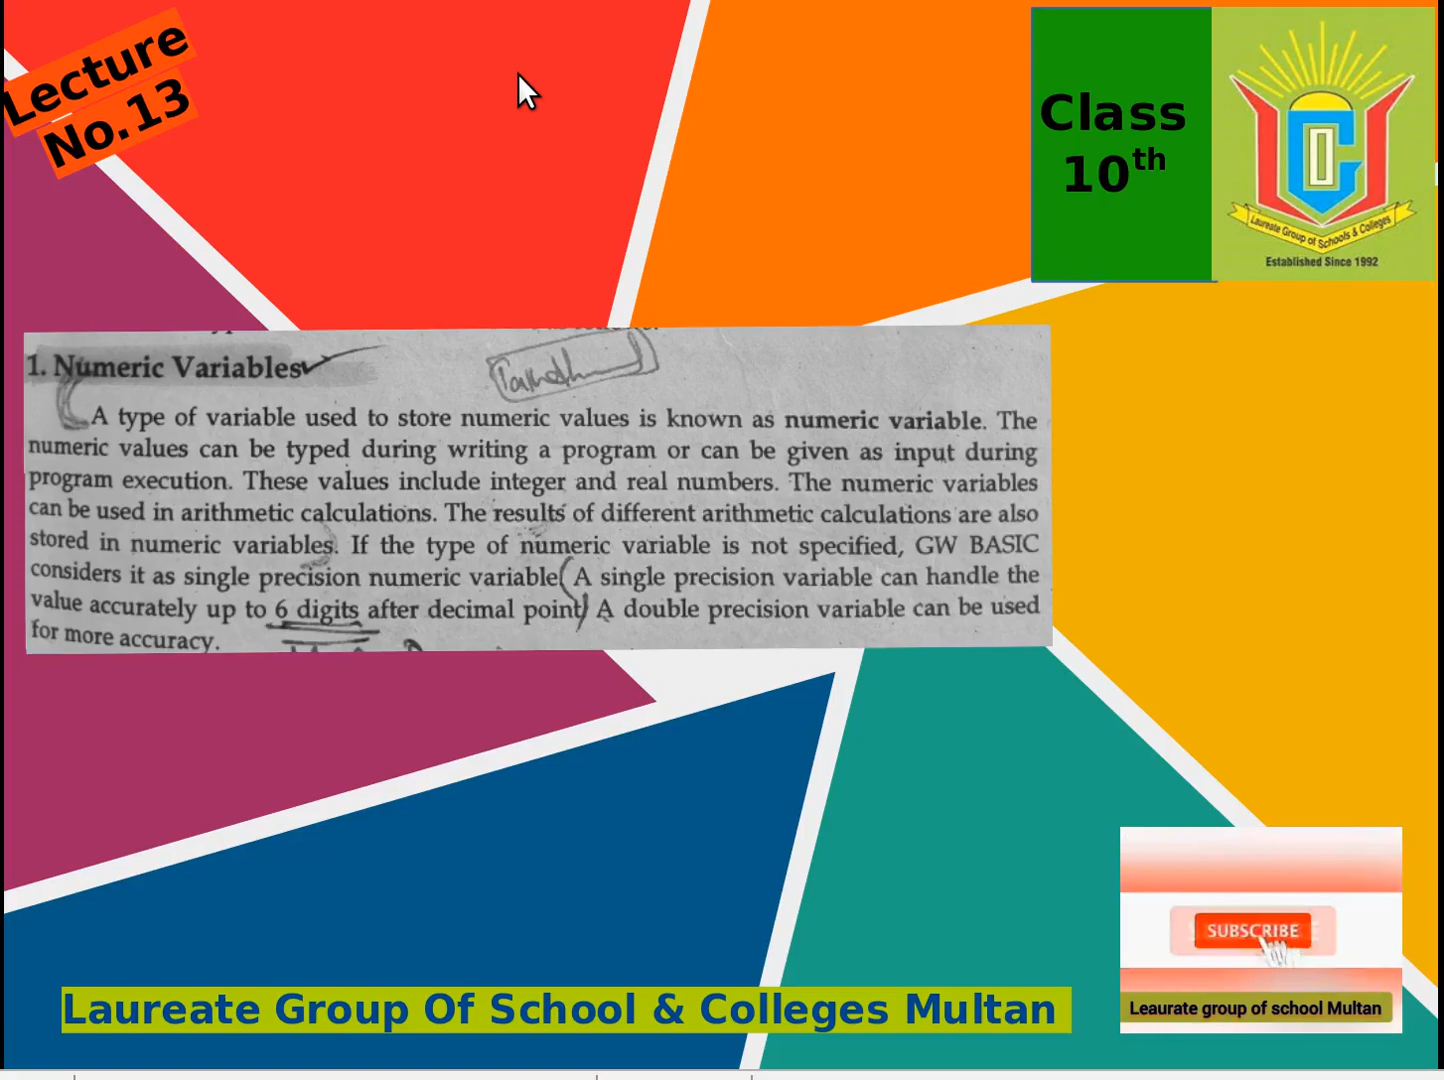 Lecture
No.13
Class
10th
Laureate Group of Schools & Colleges
Established Since 1992
1. Numeric Variables
A type of variable used to store numeric values is known as numeric variable. The
numeric values can be typed during writing a program or can be given as input during
program execution. These values include integer and real numbers. The numeric variables
can be used in arithmetic calculations. The results of different arithmetic calculations are also
stored in numeric variables. If the type of numeric variable is not specified, GW BASIC
considers it as single precision numeric variable. A single precision variable can handle the
value accurately up to 6 digits after decimal point. A double precision variable can be used
for more accuracy.
SUBSCRIBE
Leaurate group of school Multan
Laureate Group Of School & Colleges Multan